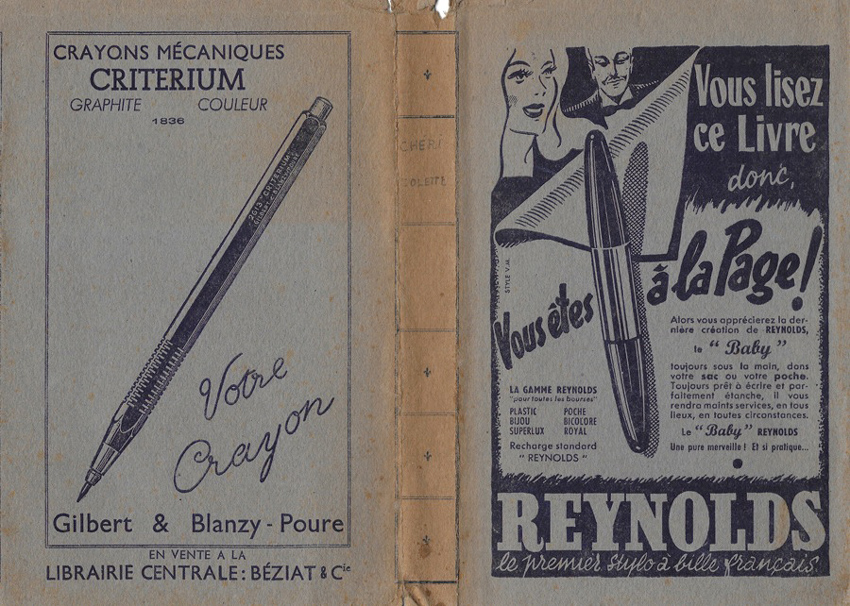 CRAYONS MÉCANIQUES
CRITERIUM
GRAPHITE COULEUR
1836
2613 CRITERIUM
Votre
Crayon
Gilbert & Blanzy-Poure
EN VENTE A LA
LIBRAIRIE CENTRALE: BÉZIAT & Cie
CHERI
COLETTE
Vous lisez
ce Livre
donc,
Vous êtes
à la Page!
STYLE V.M.
Alors vous apprécierez la der-
nière création de REYNOLDS,
le "Baby"
toujours sous la main, dans
votre sac ou votre poche.
Toujours prêt à écrire et par-
faitement étanche, il vous
rendra maints services, en tous
lieux, en toutes circonstances.
Le "Baby" REYNOLDS
Une pure merveille! Et si pratique...
LA GAMME REYNOLDS
"pour toutes les bourses"
PLASTIC POCHE
BIJOU BICOLORE
SUPERLUX ROYAL
Recharge standard
"REYNOLDS"
REYNOLDS
le premier stylo à bille français.